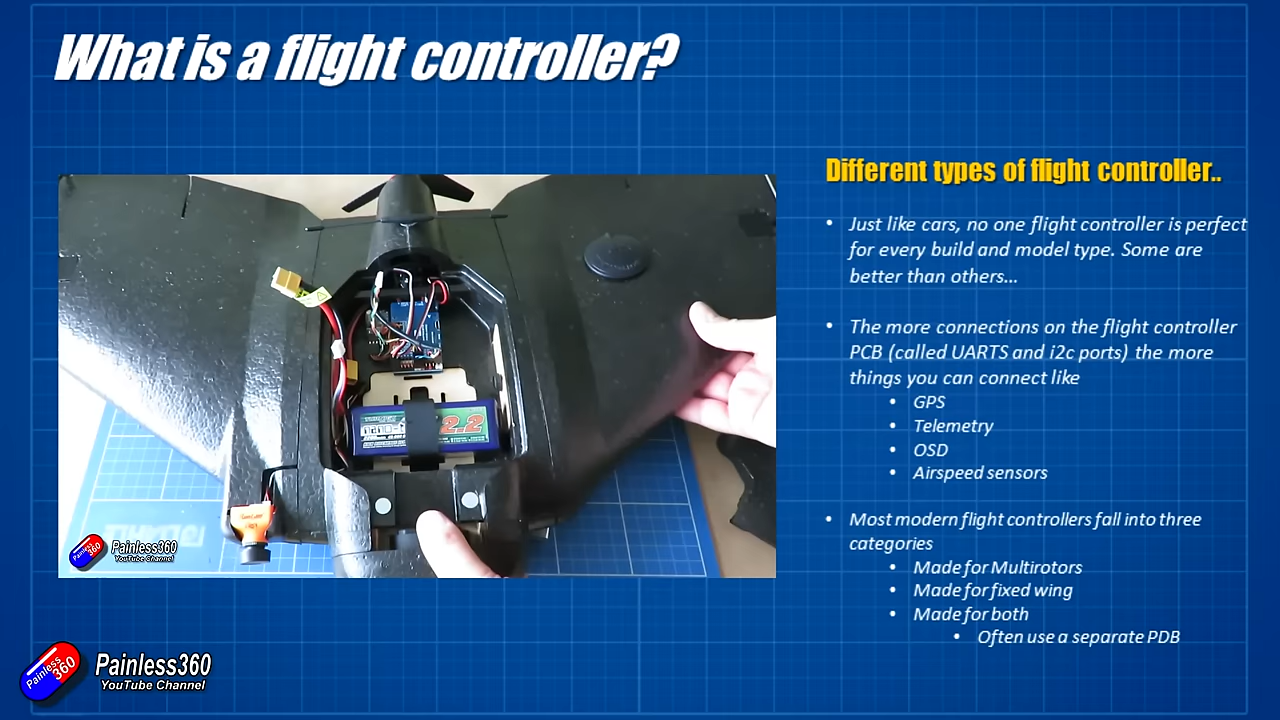 What is a flight controller?
Different types of flight controller..
• Just like cars, no one flight controller is perfect
for every build and model type. Some are
better than others...
• The more connections on the flight controller
PCB (called UARTS and i2c ports) the more
things you can connect like
• GPS
• Telemetry
• OSD
• Airspeed sensors
• Most modern flight controllers fall into three
categories
• Made for Multirotors
• Made for fixed wing
• Made for both
• Often use a separate PDB
2.2
Painless
360
Painless360
YouTube Channel
Painless
360
Painless360
YouTube Channel